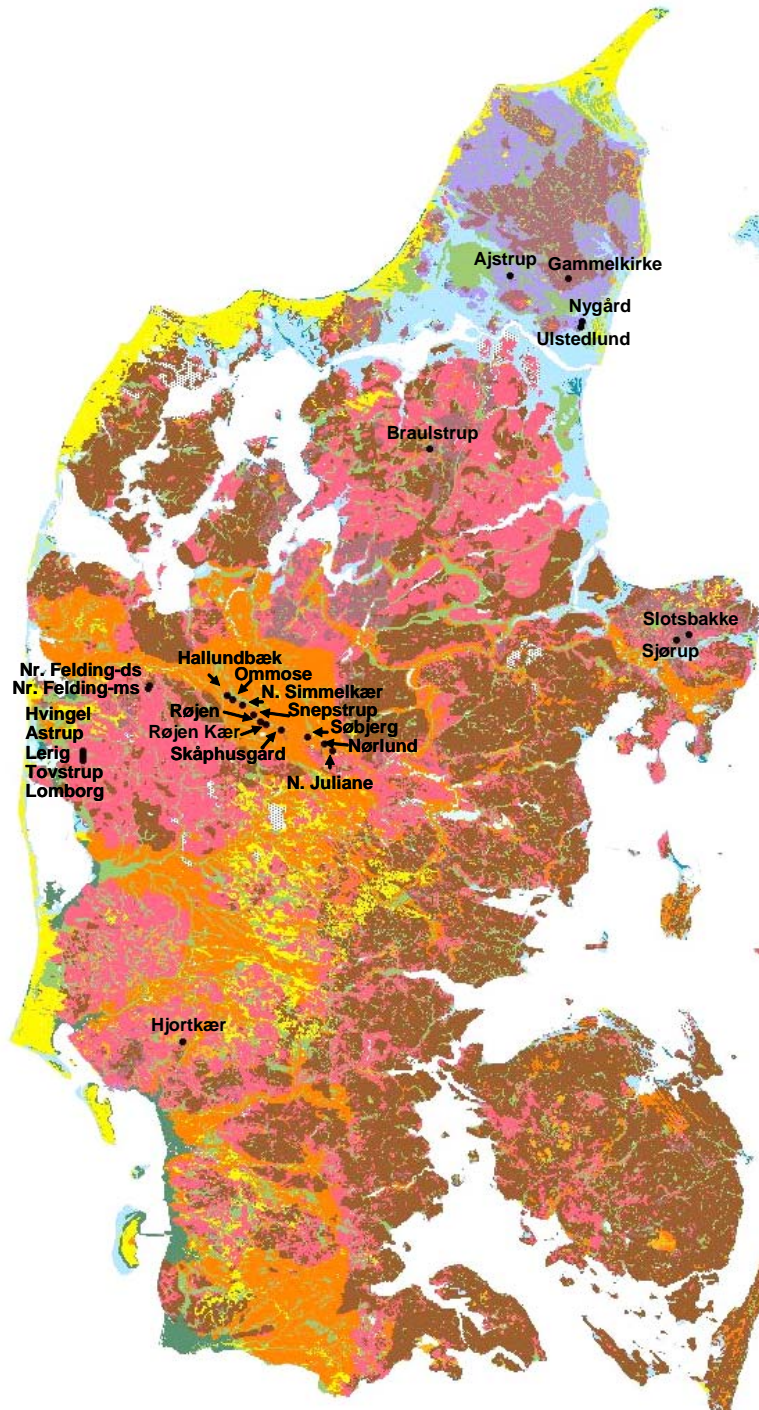 Ajstrup
Gammelkirke
Nygård
Ulstedlund
Braulstrup
Slotsbakke
Sjørup
Hallundbæk
Ommose
Nr. Felding-ds
Nr. Felding-ms
N. Simmelkær
Hvingel
Røjen
Snepstrup
Astrup
Røjen Kær
Søbjerg
Lerig
Skåphusgård
Nørlund
Tovstrup
N. Juliane
Lomborg
Hjortkær